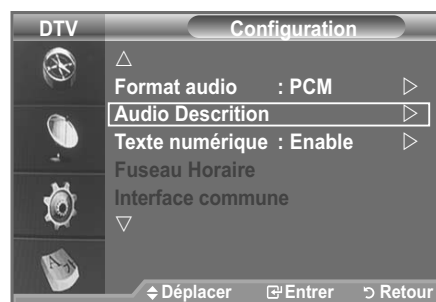 DTV Configuration
△
Format audio : PCM ▷
Audio Descrition ▷
Texte numérique : Enable ▷
Fuseau Horaire
Interface commune
▽
Déplacer Entrer Retour